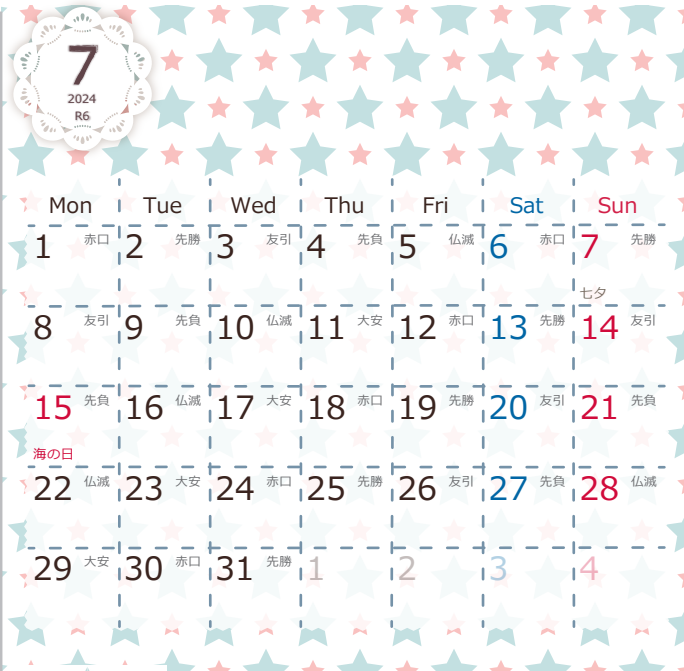 7
2024
R6
Mon Tue Wed Thu Fri Sat Sun
1 赤口 2 先勝 3 友引 4 先負 5 仏滅 6 赤口 7 先勝
七夕
8 友引 9 先負 10 仏滅 11 大安 12 赤口 13 先勝 14 友引
15 先負 16 仏滅 17 大安 18 赤口 19 先勝 20 友引 21 先負
海の日
22 仏滅 23 大安 24 赤口 25 先勝 26 友引 27 先負 28 仏滅
29 大安 30 赤口 31 先勝 1 2 3 4